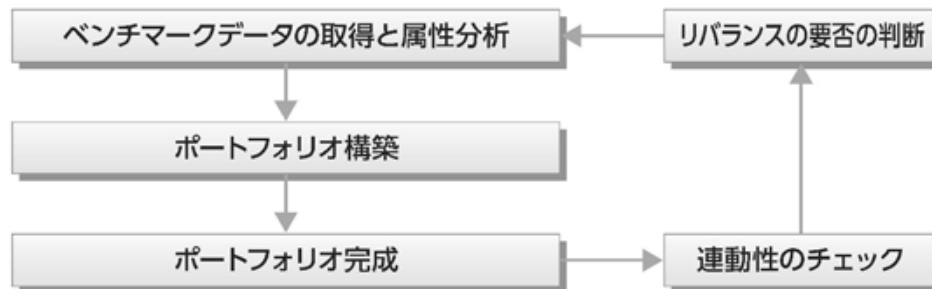 ベンチマークデータの取得と属性分析
リバランスの要否の判断
ポートフォリオ構築
ポートフォリオ完成
連動性のチェック